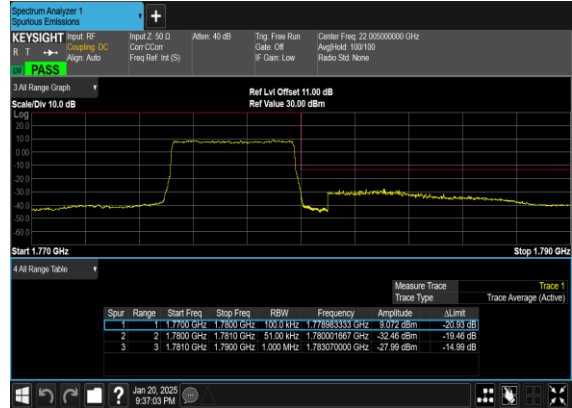 Spectrum Analyzer 1
Spurious Emissions
+
KEYSIGHT Input: RF Input Z: 50 Ω Atten: 40 dB Trig: Free Run Center Freq: 22.005000000 GHz
R T Coupling: DC Corr CCorr Gate: Off Avg|Hold: 100/100
Align: Auto Freq Ref: Int (S) IF Gain: Low Radio Std: None
PASS
3 All Range Graph
Ref Lvl Offset 11.00 dB
Scale/Div 10.0 dB Ref Value 30.00 dBm
Log
20.0
10.0
0.00
-10.0
-20.0
-30.0
-40.0
-50.0
-60.0
Start 1.770 GHz Stop 1.790 GHz
4 All Range Table
Measure Trace Trace 1
Trace Type Trace Average (Active)
Spur Range Start Freq Stop Freq RBW Frequency Amplitude ΔLimit
1 1 1.7700 GHz 1.7800 GHz 100.0 kHz 1.778983333 GHz 9.072 dBm -20.93 dB
2 2 1.7800 GHz 1.7810 GHz 51.00 kHz 1.780001667 GHz -32.46 dBm -19.46 dB
3 3 1.7810 GHz 1.7900 GHz 1.000 MHz 1.783070000 GHz -27.99 dBm -14.99 dB
? Jan 20, 2025
9:37:03 PM